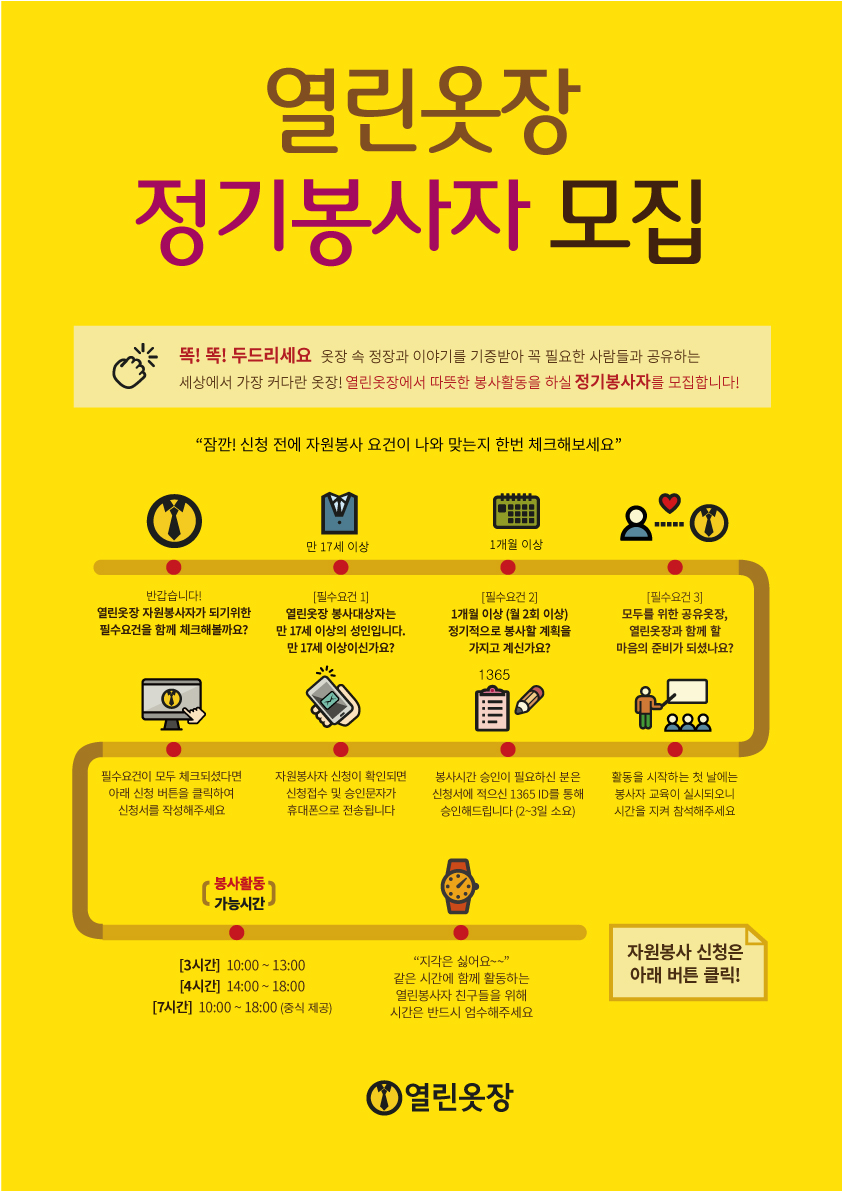 열린옷장
정기봉사자 모집
똑! 똑! 두드리세요 옷장 속 정장과 이야기를 기증받아 꼭 필요한 사람들과 공유하는
세상에서 가장 커다란 옷장! 열린옷장에서 따뜻한 봉사활동을 하실 정기봉사자를 모집합니다!
“잠깐! 신청 전에 자원봉사 요건이 나와 맞는지 한번 체크해보세요”
반갑습니다!
열린옷장 자원봉사자가 되기위한
필수요건을 함께 체크해볼까요?
만 17세 이상
[필수요건 1]
열린옷장 봉사대상자는
만 17세 이상의 성인입니다.
만 17세 이상이신가요?
1개월 이상
[필수요건 2]
1개월 이상 (월 2회 이상)
정기적으로 봉사할 계획을
가지고 계신가요?
[필수요건 3]
모두를 위한 공유옷장,
열린옷장과 함께 할
마음의 준비가 되셨나요?
필수요건이 모두 체크되셨다면
아래 신청 버튼을 클릭하여
신청서를 작성해주세요
자원봉사자 신청이 확인되면
신청접수 및 승인문자가
휴대폰으로 전송됩니다
1365
봉사시간 승인이 필요하신 분은
신청서에 적으신 1365 ID를 통해
승인해드립니다 (2~3일 소요)
활동을 시작하는 첫 날에는
봉사자 교육이 실시되오니
시간을 지켜 참석해주세요
봉사활동
가능시간
[3시간] 10:00 ~ 13:00
[4시간] 14:00 ~ 18:00
[7시간] 10:00 ~ 18:00 (중식 제공)
“지각은 싫어요~~”
같은 시간에 함께 활동하는
열린봉사자 친구들을 위해
시간은 반드시 엄수해주세요
자원봉사 신청은
아래 버튼 클릭!
열린옷장